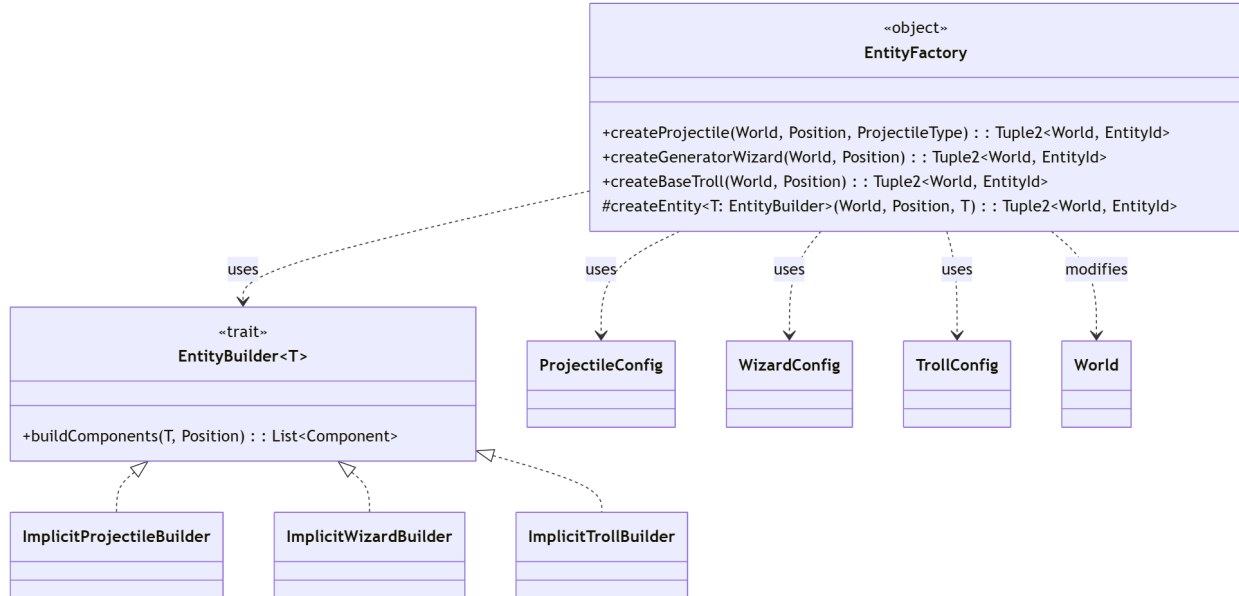 «object»
EntityFactory
+createProjectile(World, Position, ProjectileType) : : Tuple2<World, EntityId>
+createGeneratorWizard(World, Position) : : Tuple2<World, EntityId>
+createBaseTroll(World, Position) : : Tuple2<World, EntityId>
#createEntity<T: EntityBuilder>(World, Position, T) : : Tuple2<World, EntityId>
uses
uses
uses
uses
modifies
«trait»
EntityBuilder<T>
+buildComponents(T, Position) : : List<Component>
ProjectileConfig
WizardConfig
TrollConfig
World
ImplicitProjectileBuilder
ImplicitWizardBuilder
ImplicitTrollBuilder